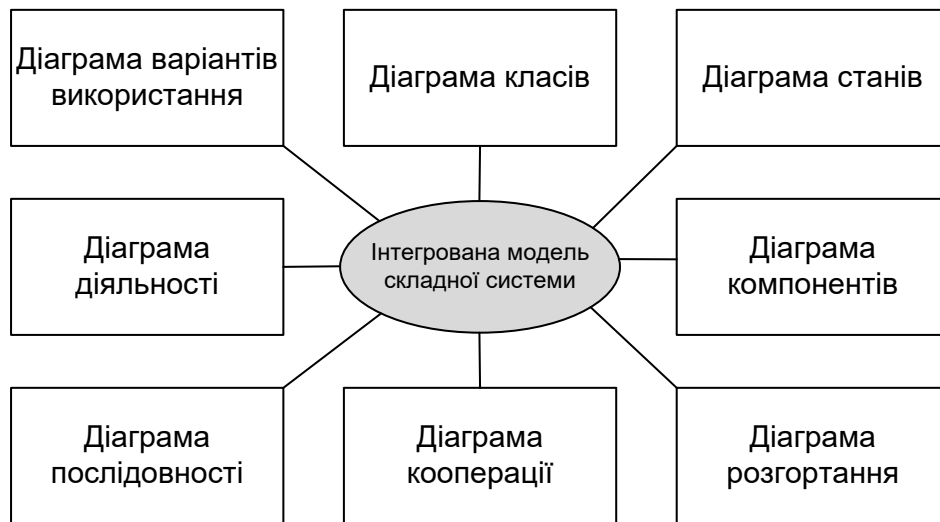 Діаграма варіантів
використання
Діаграма класів
Діаграма станів
Діаграма
діяльності
Інтегрована модель
складної системи
Діаграма
компонентів
Діаграма
послідовності
Діаграма
кооперації
Діаграма
розгортання